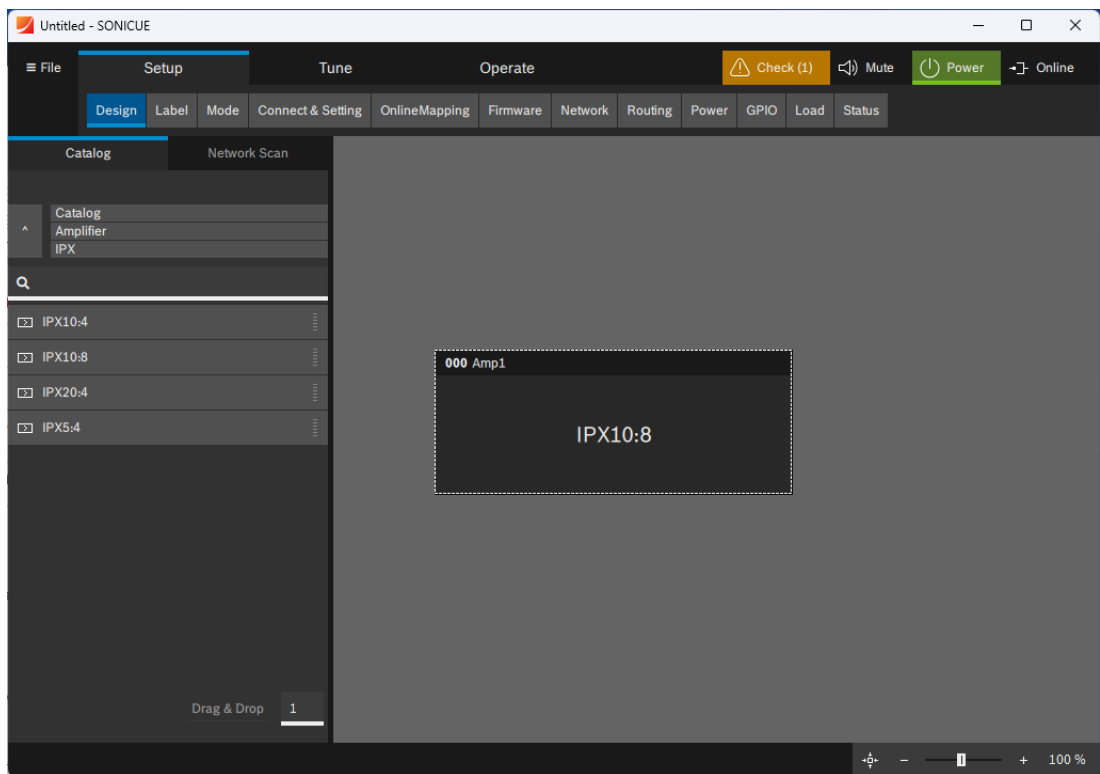 Untitled - SONICUE
≡ File Setup Tune Operate Check (1) Mute Power Online
Design Label Mode Connect & Setting OnlineMapping Firmware Network Routing Power GPIO Load Status
Catalog Network Scan
Catalog
Amplifier
IPX
IPX10:4
IPX10:8
IPX20:4
IPX5:4
000 Amp1
IPX10:8
Drag & Drop 1
− + 100 %